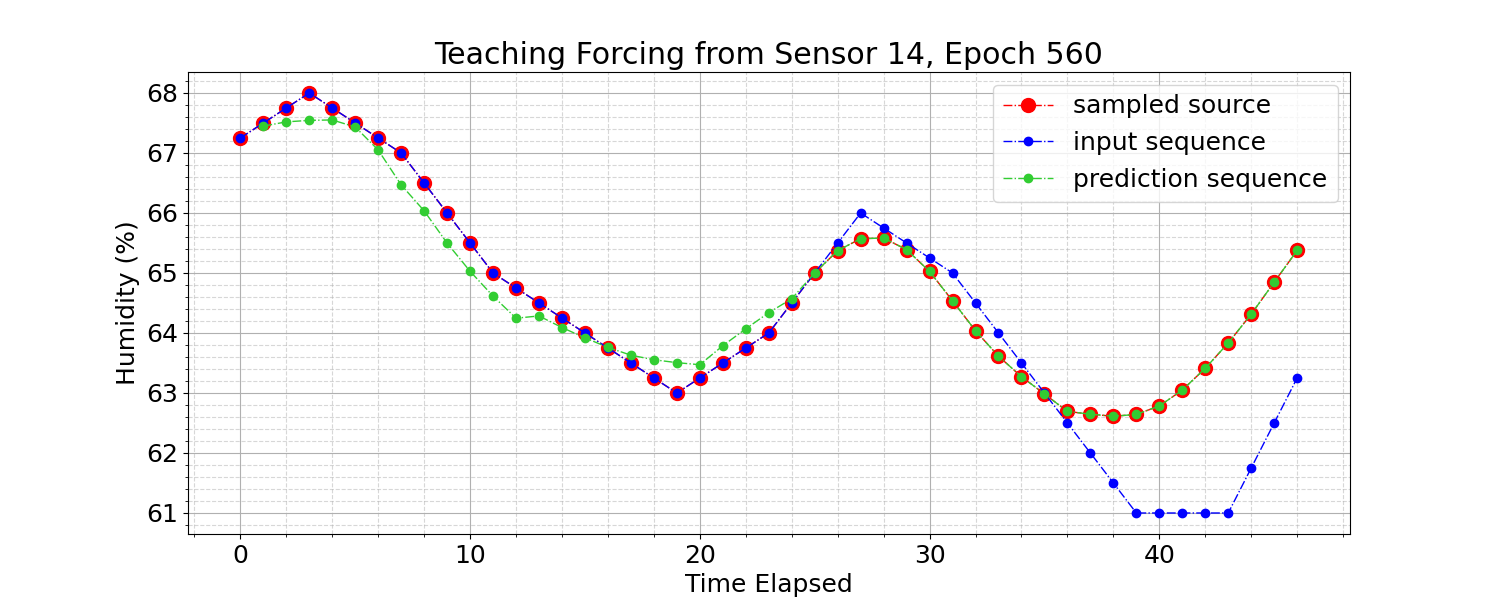 Teaching Forcing from Sensor 14, Epoch 560
sampled source
input sequence
prediction sequence
Humidity (%)
68
67
66
65
64
63
62
61
0 10 20 30 40
Time Elapsed